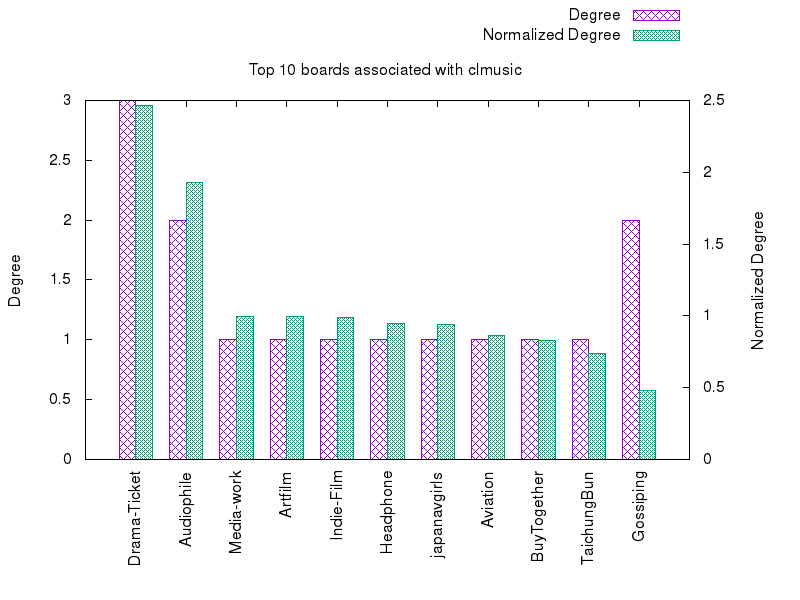 Degree
Normalized Degree
Top 10 boards associated with clmusic
3
2.5
2
1.5
1
0.5
0
2.5
2
1.5
1
0.5
0
Degree
Normalized Degree
Drama-Ticket
Audiophile
Media-work
Artfilm
Indie-Film
Headphone
japanavgirls
Aviation
BuyTogether
TaichungBun
Gossiping